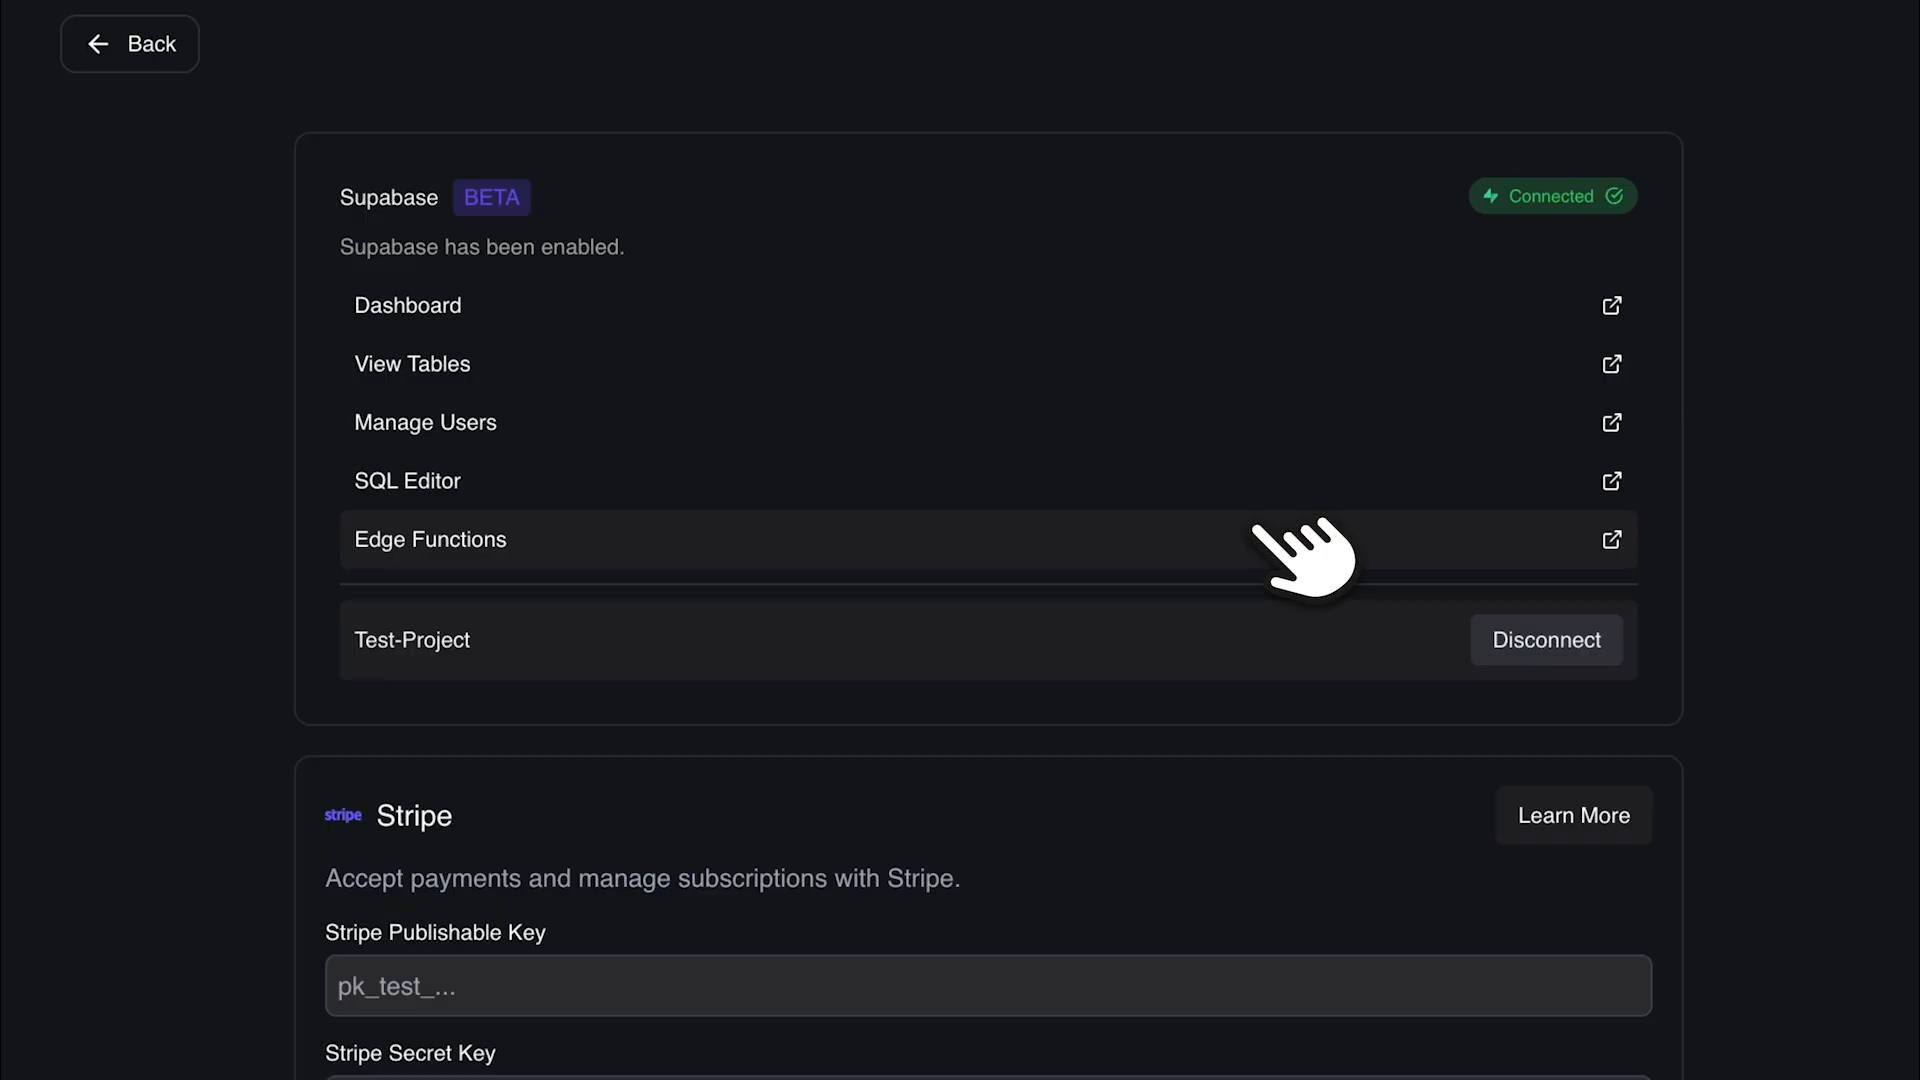 Back
Supabase BETA
Connected
Supabase has been enabled.
Dashboard
View Tables
Manage Users
SQL Editor
Edge Functions
Test-Project
Disconnect
stripe Stripe
Learn More
Accept payments and manage subscriptions with Stripe.
Stripe Publishable Key
pk_test_...
Stripe Secret Key